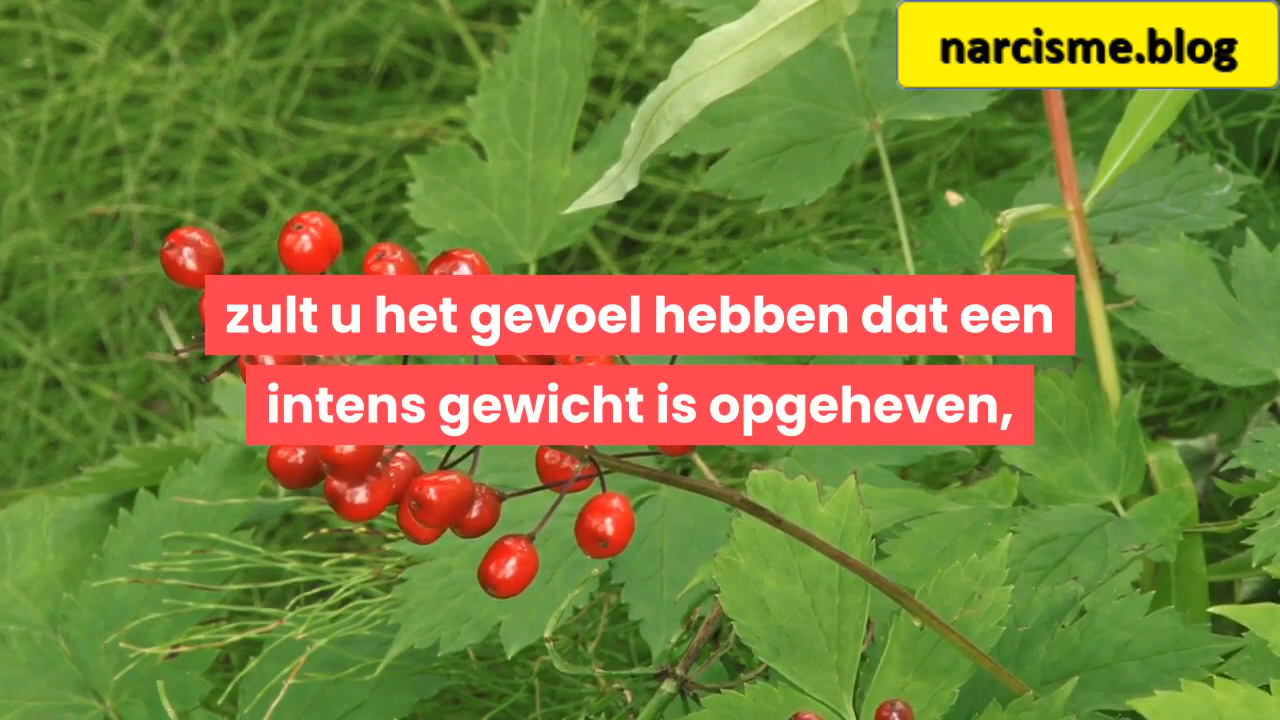 narcisme.blog
zult u het gevoel hebben dat een
intens gewicht is opgeheven,